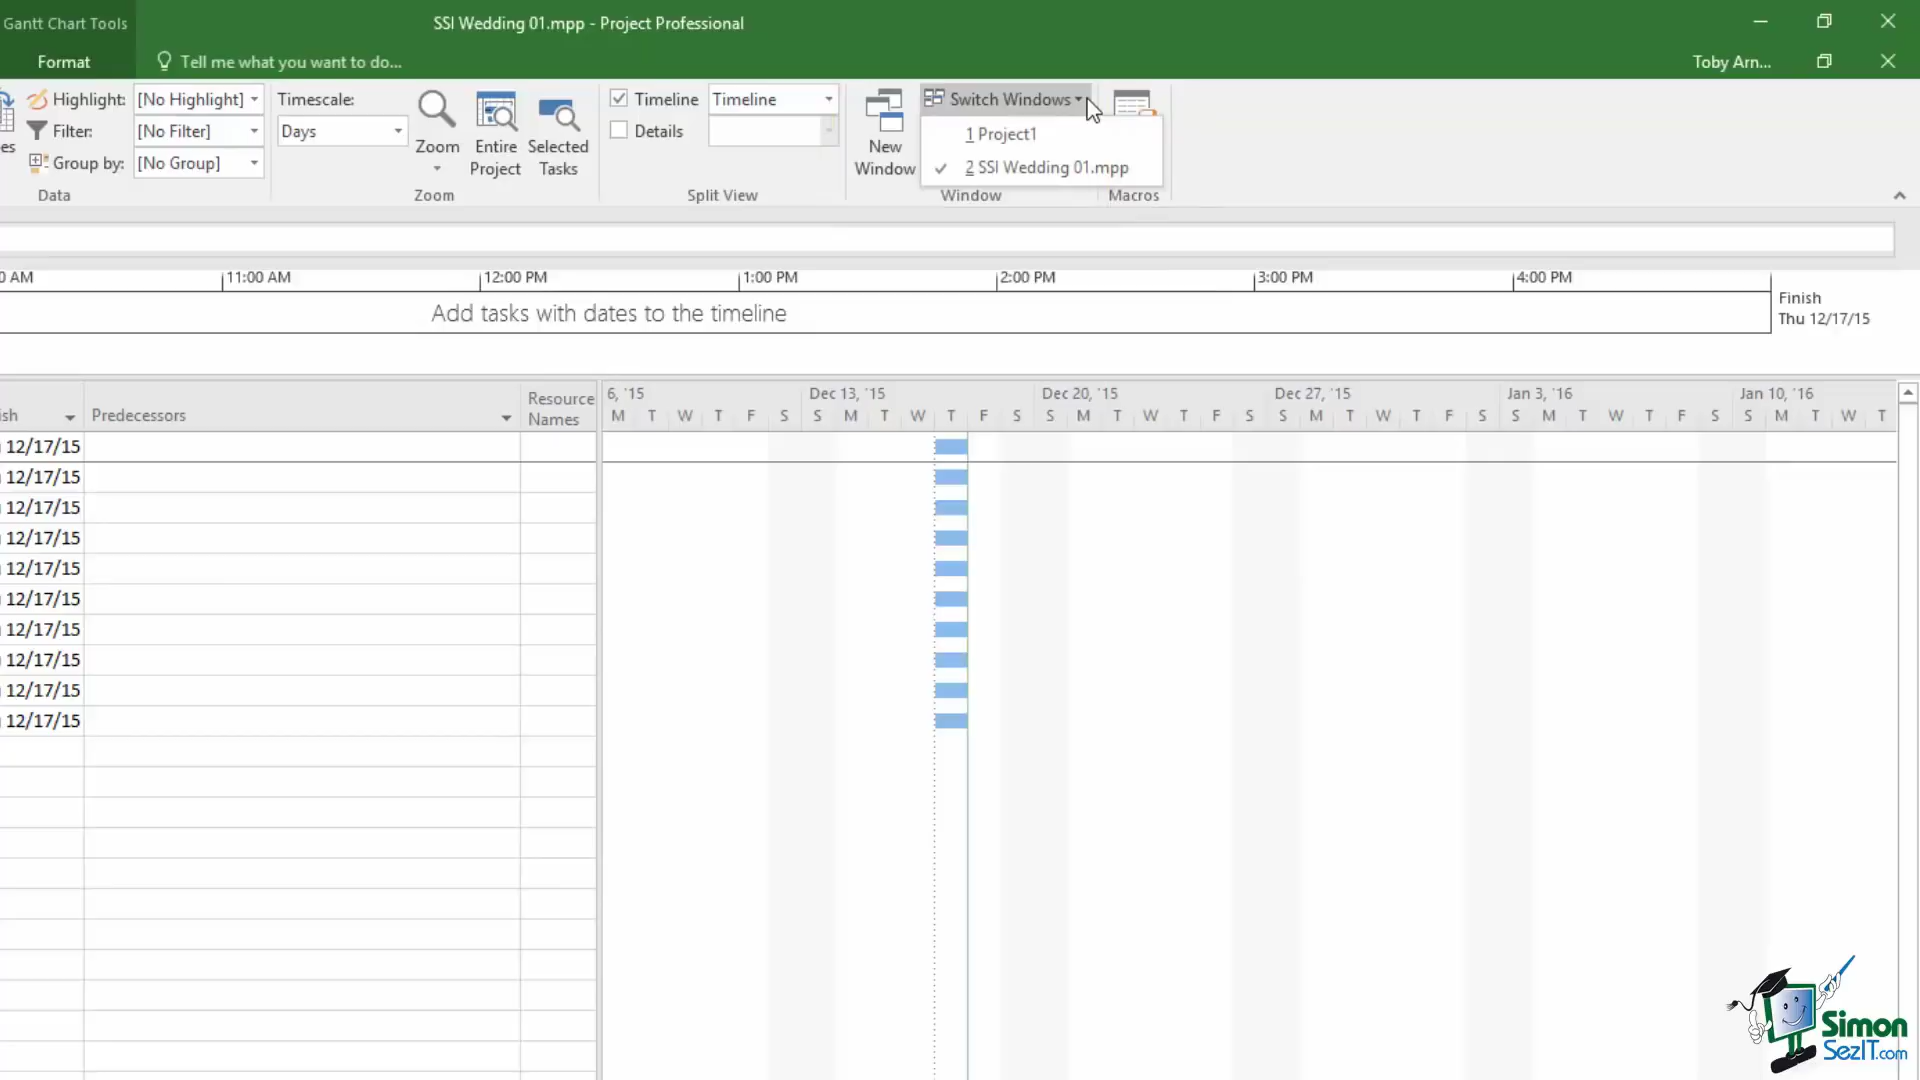 Gantt Chart Tools
SSI Wedding 01.mpp - Project Professional
Format
Tell me what you want to do...
Toby Arn...
Highlight: [No Highlight]
Filter: [No Filter]
Group by: [No Group]
Data
Timescale:
Days
Zoom
Entire Project
Selected Tasks
Zoom
Timeline Timeline
Details
Split View
New Window
Switch Windows
1 Project1
2 SSI Wedding 01.mpp
Window
Macros
0 AM 11:00 AM 12:00 PM 1:00 PM 2:00 PM 3:00 PM 4:00 PM
Add tasks with dates to the timeline
Finish
Thu 12/17/15
ish Predecessors Resource Names
6, '15 Dec 13, '15 Dec 20, '15 Dec 27, '15 Jan 3, '16 Jan 10, '16
M T W T F S S M T W T F S S M T W T F S S M T W T F S S M T W T F S S M T W T
12/17/15
12/17/15
12/17/15
12/17/15
12/17/15
12/17/15
12/17/15
12/17/15
12/17/15
12/17/15
Simon
SezIT.com